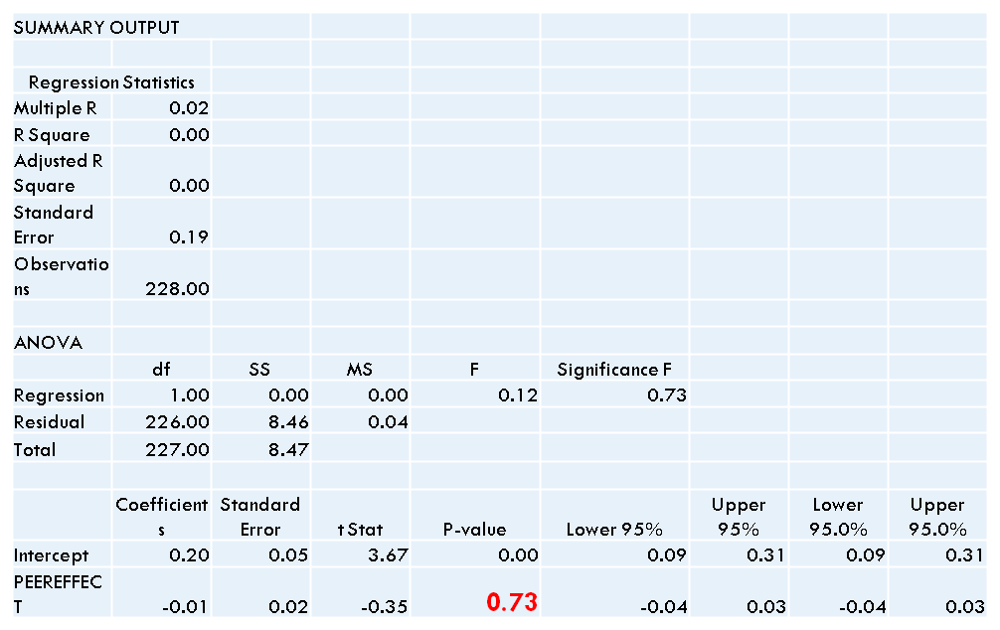 SUMMARY OUTPUT
Regression Statistics
Multiple R 0.02
R Square 0.00
Adjusted R
Square 0.00
Standard
Error 0.19
Observatio
ns 228.00
ANOVA
df SS MS F Significance F
Regression 1.00 0.00 0.00 0.12 0.73
Residual 226.00 8.46 0.04
Total 227.00 8.47
Coefficient Standard Upper Lower Upper
s Error t Stat P-value Lower 95% 95% 95.0% 95.0%
Intercept 0.20 0.05 3.67 0.00 0.09 0.31 0.09 0.31
PEEREFFEC
T -0.01 0.02 -0.35 0.73 -0.04 0.03 -0.04 0.03